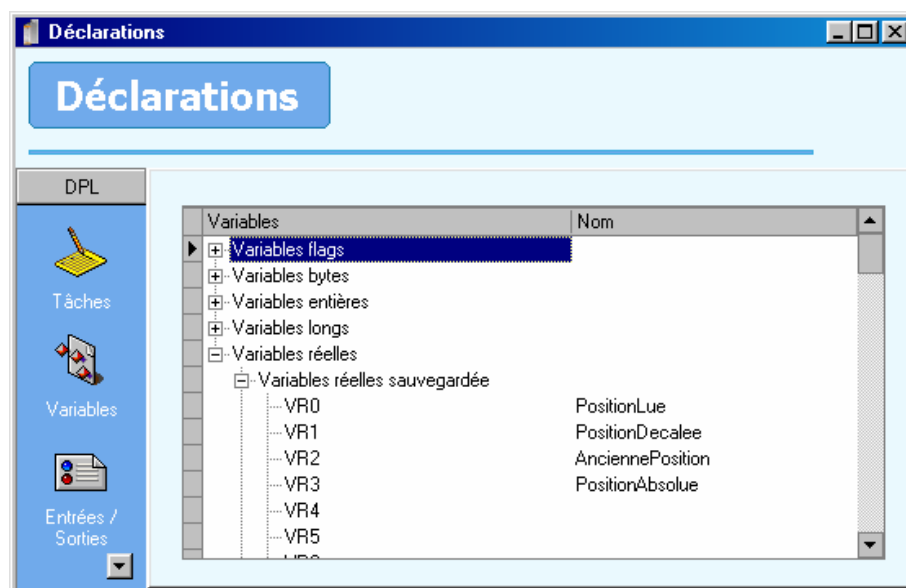 Déclarations
Déclarations
DPL
Tâches
Variables
Entrées /
Sorties
Variables Nom
Variables flags
Variables bytes
Variables entières
Variables longs
Variables réelles
Variables réelles sauvegardée
VR0 PositionLue
VR1 PositionDecalee
VR2 AnciennePosition
VR3 PositionAbsolue
VR4
VR5